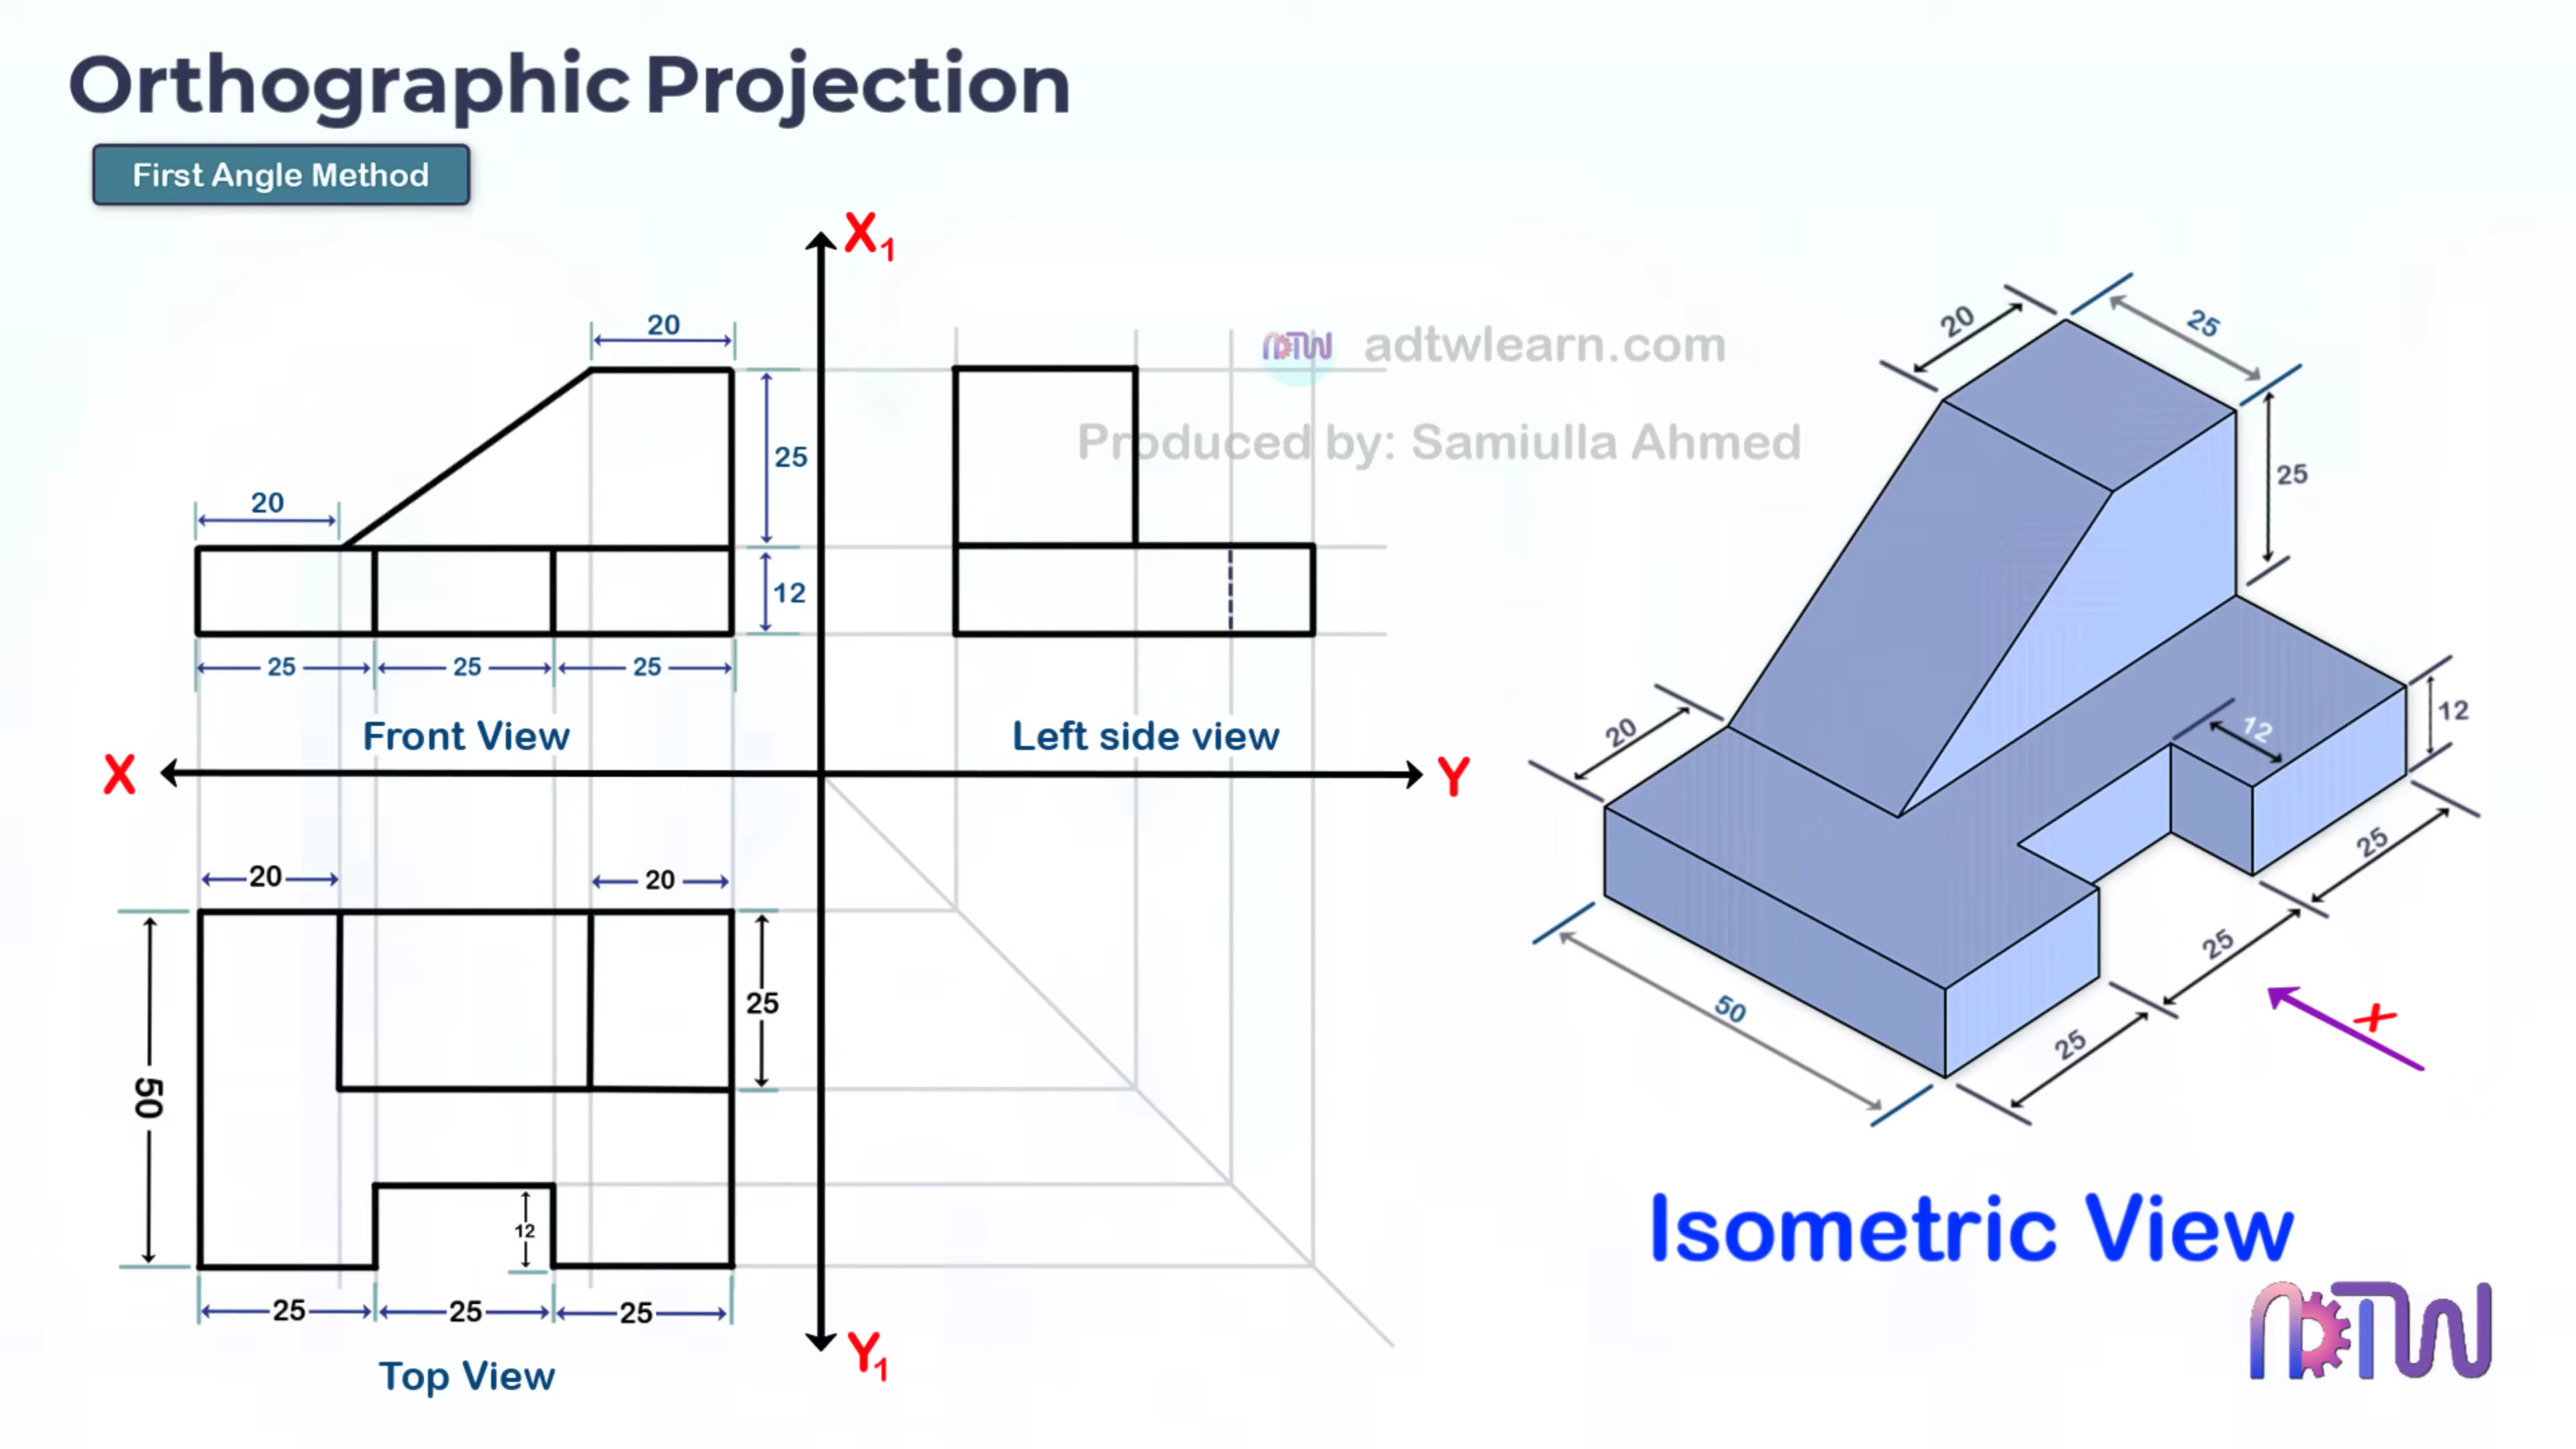 Orthographic Projection
First Angle Method
X1
20
adtwlearn.com
Produced by: Samiulla Ahmed
25
20
12
25 25 25
Front View
Left side view
X
Y
20
20
25
50
12
25 25 25
Top View
Y1
20
25
25
20
12
12
25
25
25
50
X
Isometric View
ADTW